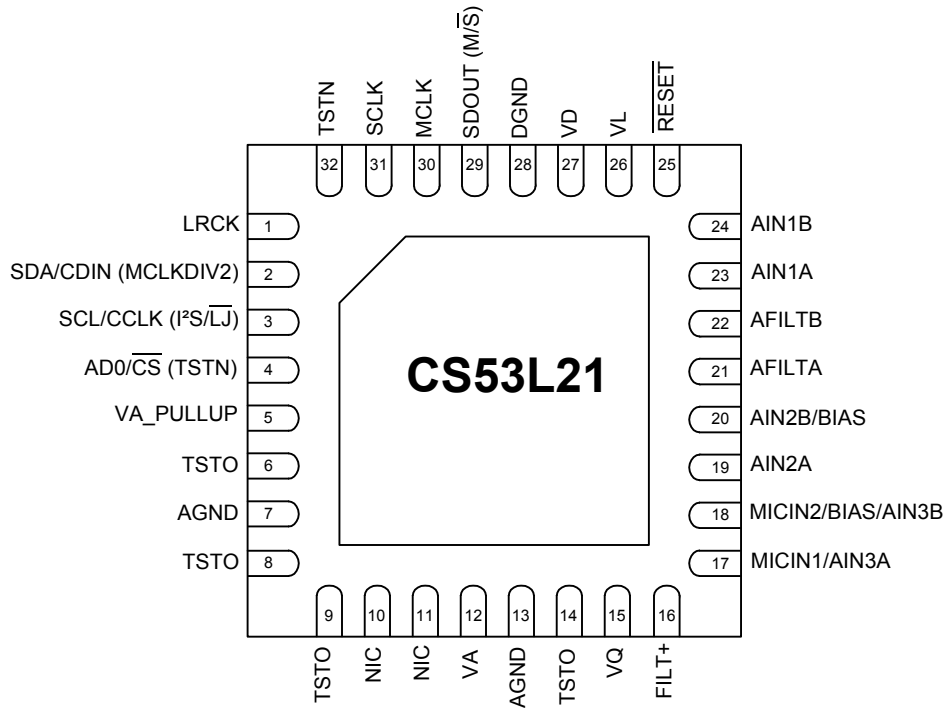 TSTN
SCLK
MCLK
SDOUT (M/S̅)
DGND
VD
VL
R̅E̅S̅E̅T̅
32
31
30
29
28
27
26
25
LRCK 1
SDA/CDIN (MCLKDIV2) 2
SCL/CCLK (I²S/L̅J̅) 3
AD0/C̅S̅ (TSTN) 4
VA_PULLUP 5
TSTO 6
AGND 7
TSTO 8
CS53L21
24 AIN1B
23 AIN1A
22 AFILTB
21 AFILTA
20 AIN2B/BIAS
19 AIN2A
18 MICIN2/BIAS/AIN3B
17 MICIN1/AIN3A
9
10
11
12
13
14
15
16
TSTO
NIC
NIC
VA
AGND
TSTO
VQ
FILT+